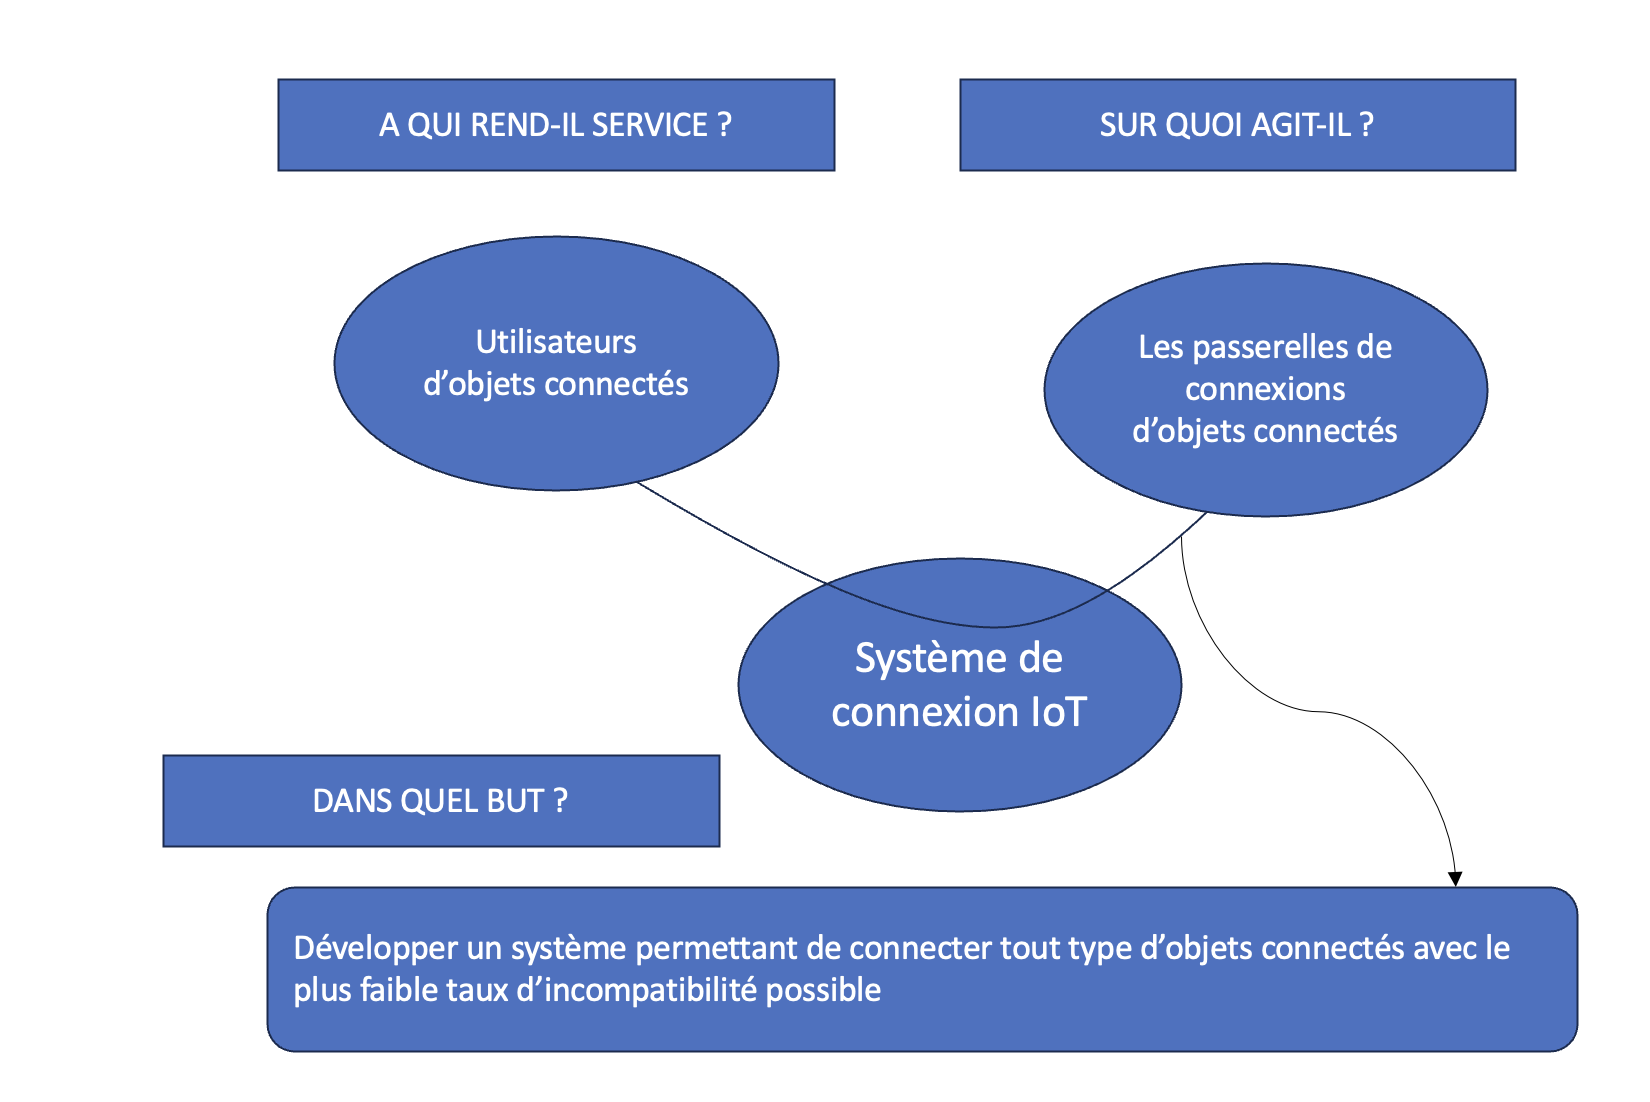 A QUI REND-IL SERVICE ?
SUR QUOI AGIT-IL ?
Utilisateurs
d’objets connectés
Les passerelles de
connexions
d’objets connectés
Système de
connexion IoT
DANS QUEL BUT ?
Développer un système permettant de connecter tout type d’objets connectés avec le
plus faible taux d’incompatibilité possible